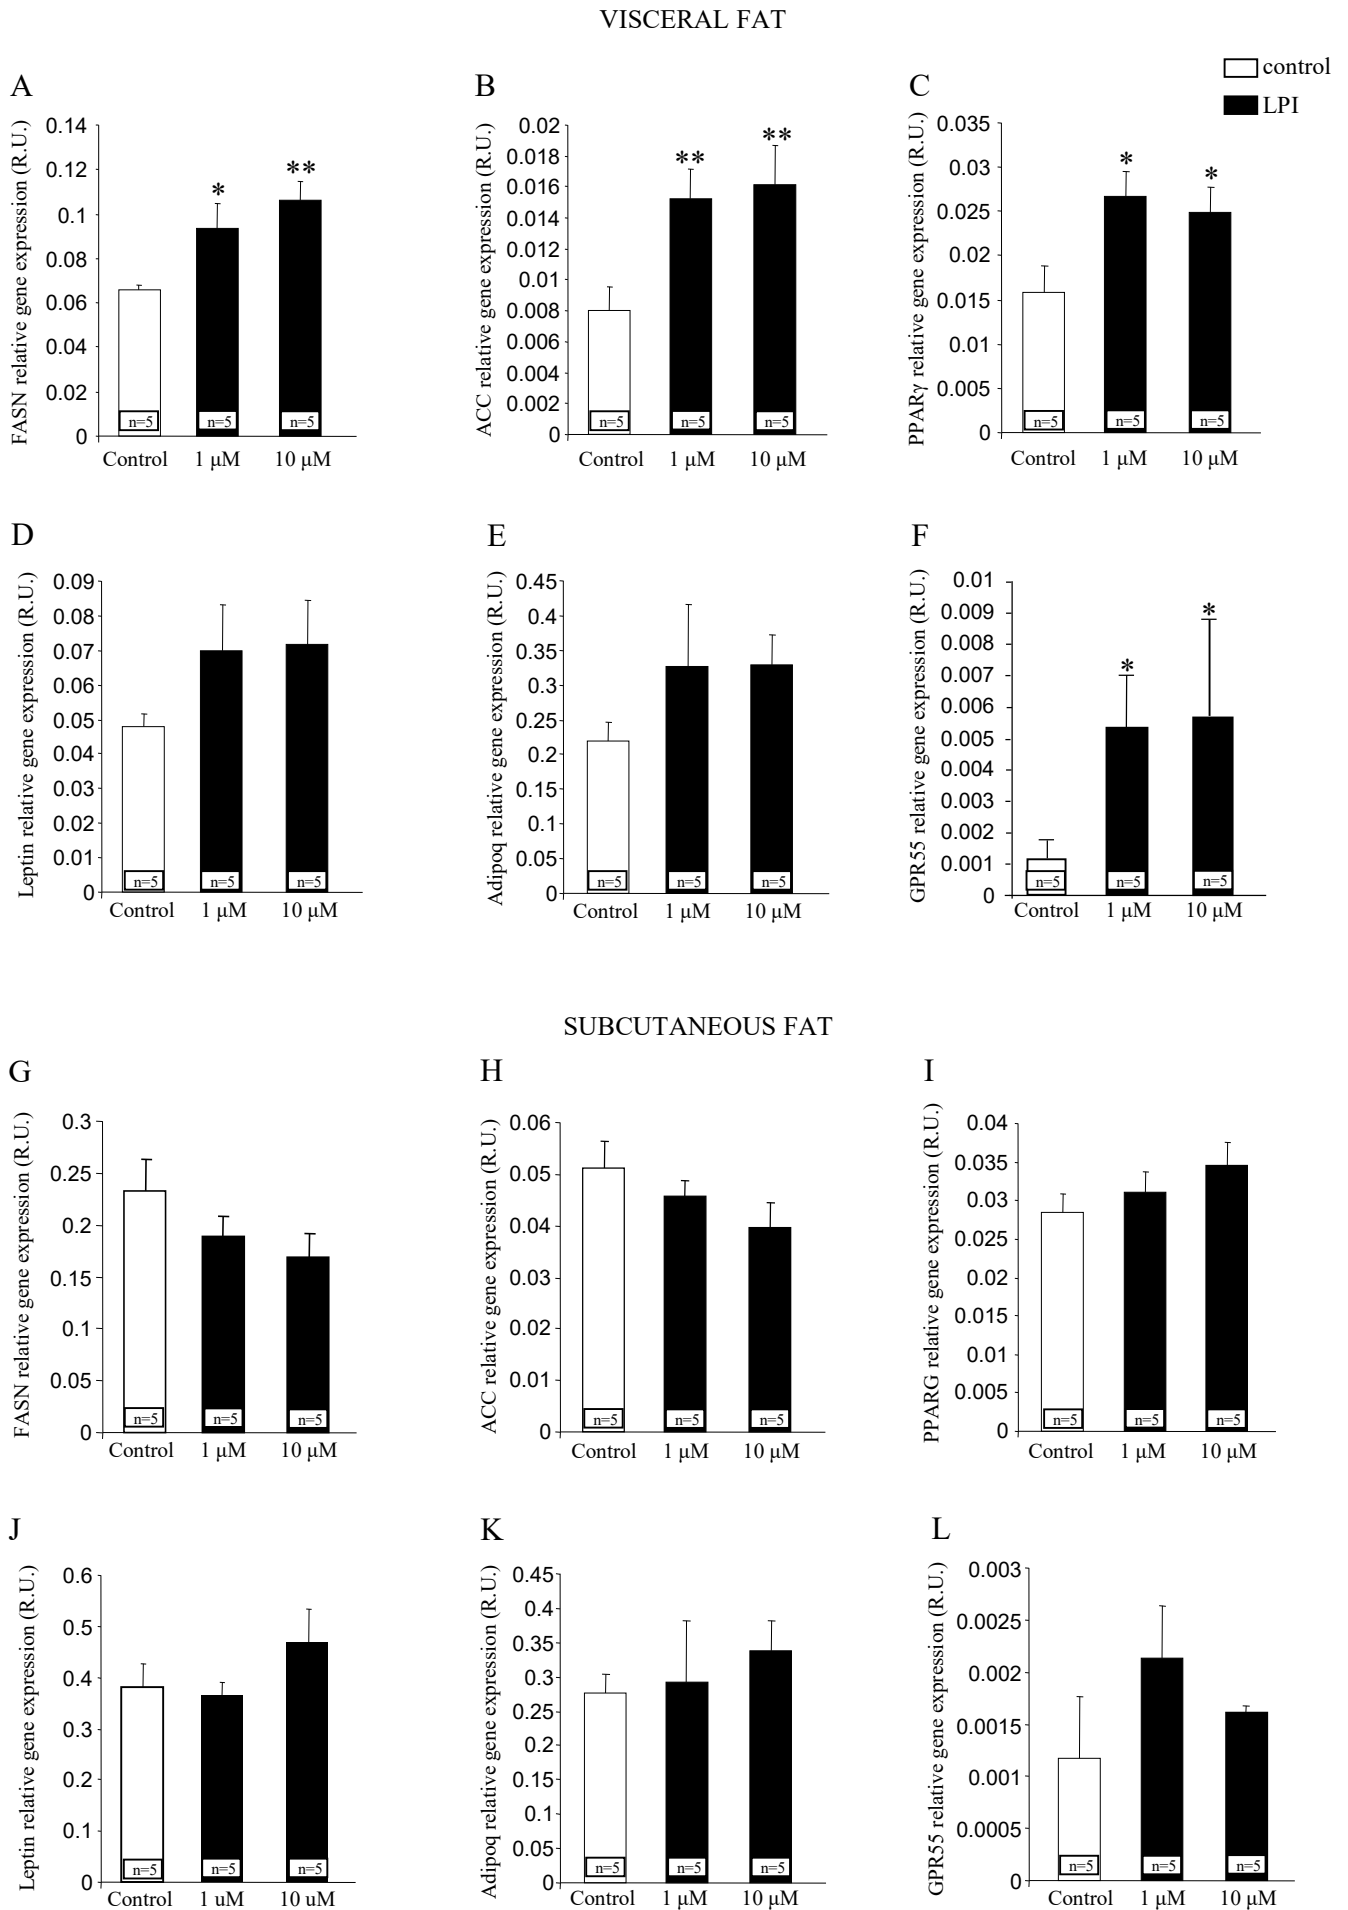 VISCERAL FAT
control
LPI
A
FASN relative gene expression (R.U.)
0.14
0.12
0.1
0.08
0.06
0.04
0.02
0
*
**
n=5
n=5
n=5
Control 1 μM 10 μM
B
ACC relative gene expression (R.U.)
0.02
0.018
0.016
0.014
0.012
0.01
0.008
0.006
0.004
0.002
0
**
**
n=5
n=5
n=5
Control 1 μM 10 μM
C
PPARγ relative gene expression (R.U.)
0.035
0.03
0.025
0.02
0.015
0.01
0.005
0
*
*
n=5
n=5
n=5
Control 1 μM 10 μM
D
Leptin relative gene expression (R.U.)
0.09
0.08
0.07
0.06
0.05
0.04
0.03
0.02
0.01
0
n=5
n=5
n=5
Control 1 μM 10 μM
E
Adipoq relative gene expression (R.U.)
0.45
0.4
0.35
0.3
0.25
0.2
0.15
0.1
0.05
0
n=5
n=5
n=5
Control 1 μM 10 μM
F
GPR55 relative gene expression (R.U.)
0.01
0.009
0.008
0.007
0.006
0.005
0.004
0.003
0.002
0.001
0
*
*
n=5
n=5
n=5
Control 1 μM 10 μM
SUBCUTANEOUS FAT
G
FASN relative gene expression (R.U.)
0.3
0.25
0.2
0.15
0.1
0.05
0
n=5
n=5
n=5
Control 1 μM 10 μM
H
ACC relative gene expression (R.U.)
0.06
0.05
0.04
0.03
0.02
0.01
0
n=5
n=5
n=5
Control 1 μM 10 μM
I
PPARG relative gene expression (R.U.)
0.04
0.035
0.03
0.025
0.02
0.015
0.01
0.005
0
n=5
n=5
n=5
Control 1 μM 10 μM
J
Leptin relative gene expression (R.U.)
0.6
0.5
0.4
0.3
0.2
0.1
0
n=5
n=5
n=5
Control 1 uM 10 uM
K
Adipoq relative gene expression (R.U.)
0.45
0.4
0.35
0.3
0.25
0.2
0.15
0.1
0.05
0
n=5
n=5
n=5
Control 1 μM 10 μM
L
GPR55 relative gene expression (R.U.)
0.003
0.0025
0.002
0.0015
0.001
0.0005
0
n=5
n=5
n=5
Control 1 μM 10 μM